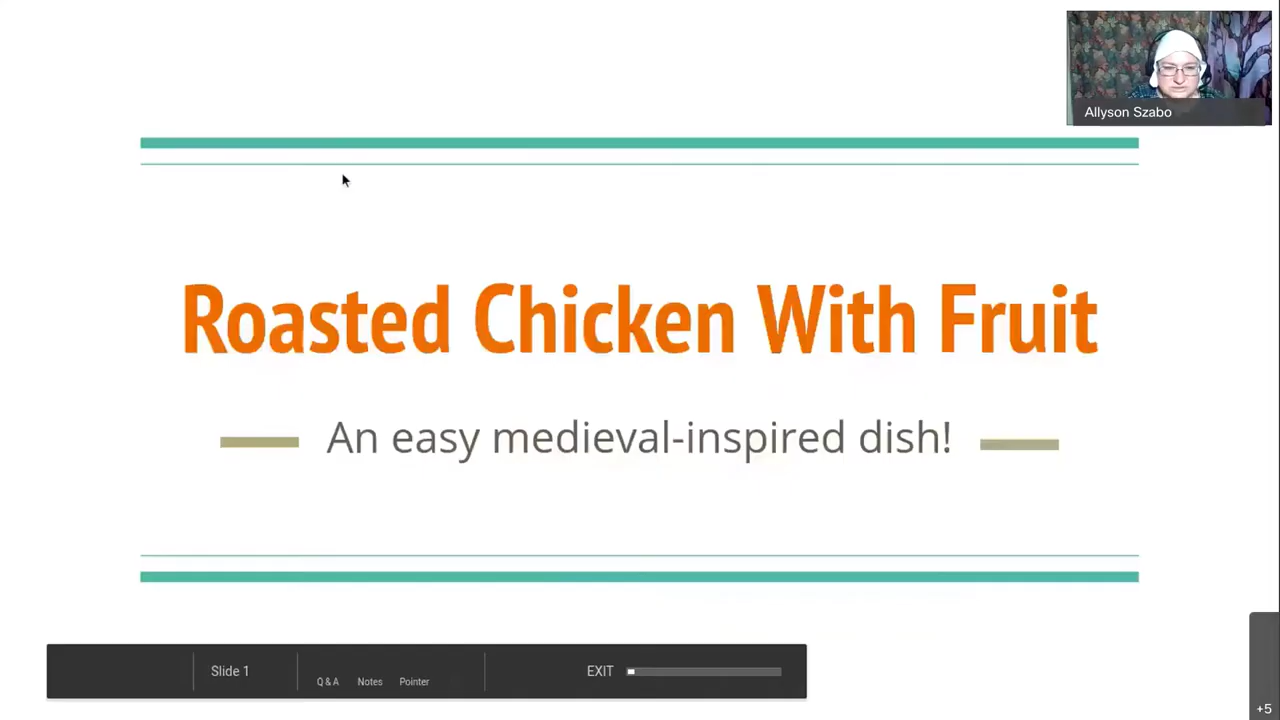 Allyson Szabo
Roasted Chicken With Fruit
An easy medieval-inspired dish!
Slide 1
Q & A
Notes
Pointer
EXIT
+5